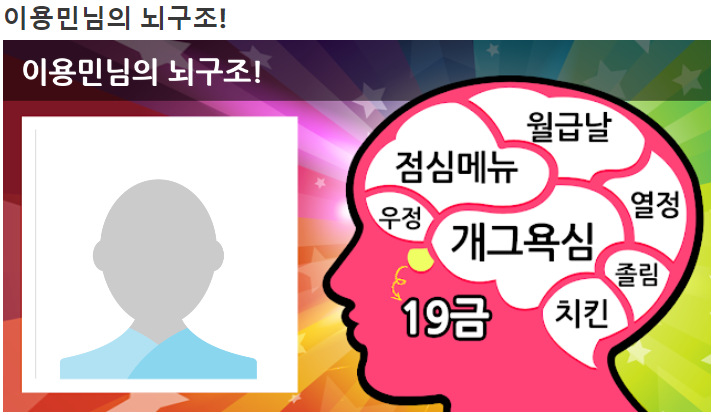 이용민님의 뇌구조!
이용민님의 뇌구조!
월급날
점심메뉴
열정
우정
개그욕심
졸림
치킨
19금